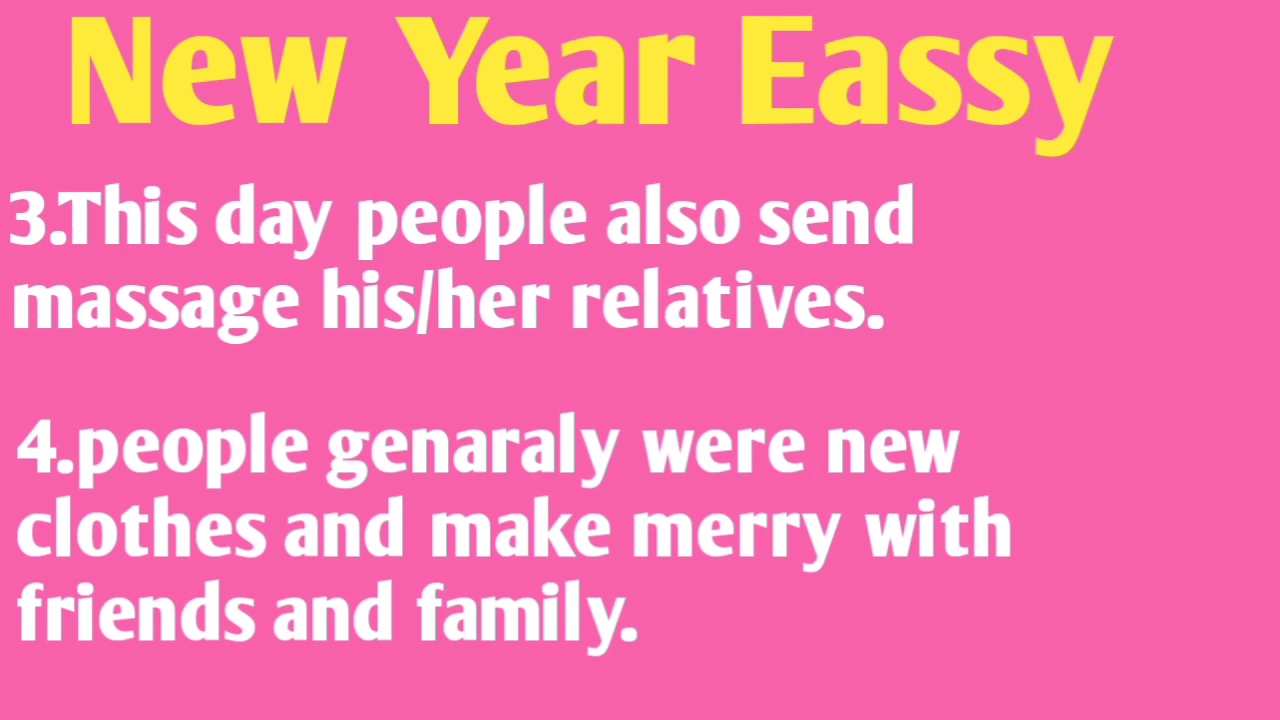 New Year Eassy
3.This day people also send
massage his/her relatives.
4.people genaraly were new
clothes and make merry with
friends and family.